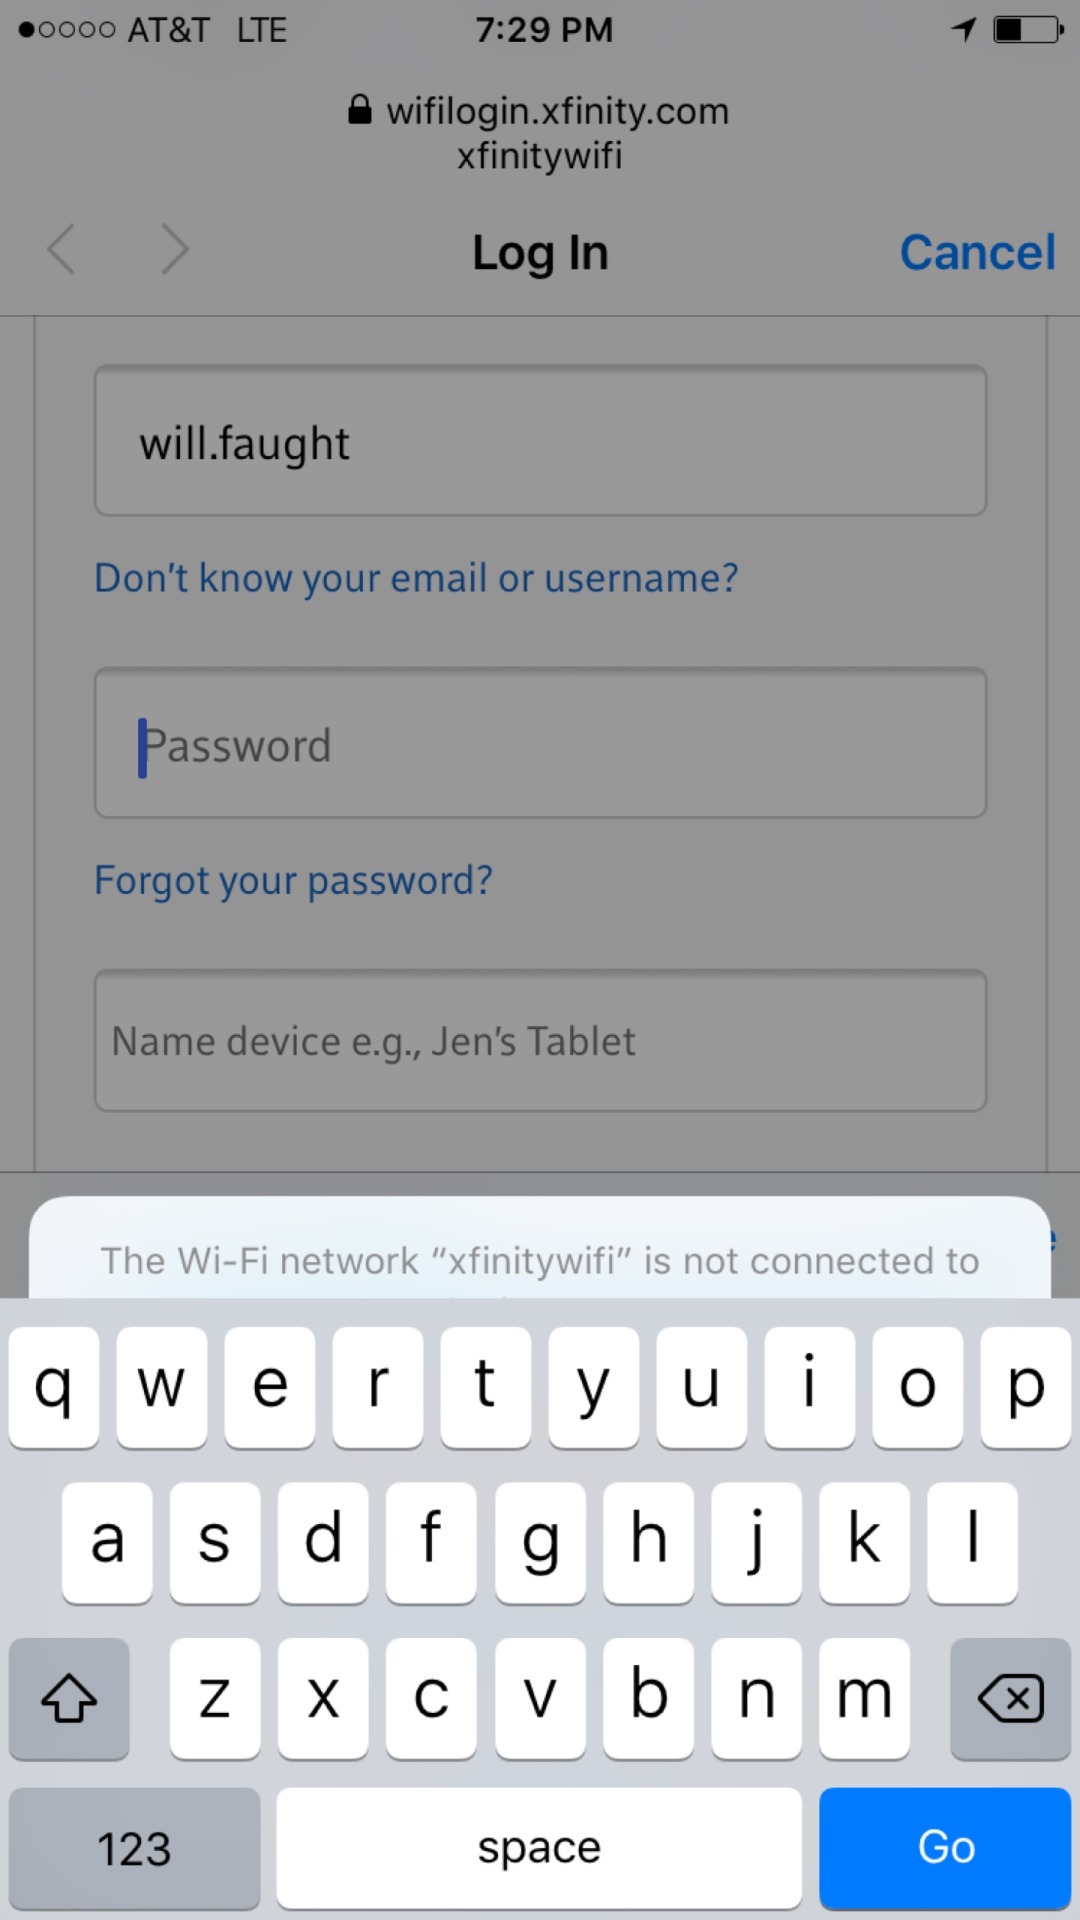 AT&T LTE 7:29 PM
wifilogin.xfinity.com
xfinitywifi
Log In Cancel
will.faught
Don't know your email or username?
Password
Forgot your password?
Name device e.g., Jen's Tablet
The Wi-Fi network “xfinitywifi” is not connected to
q w e r t y u i o p
a s d f g h j k l
z x c v b n m
123 space Go